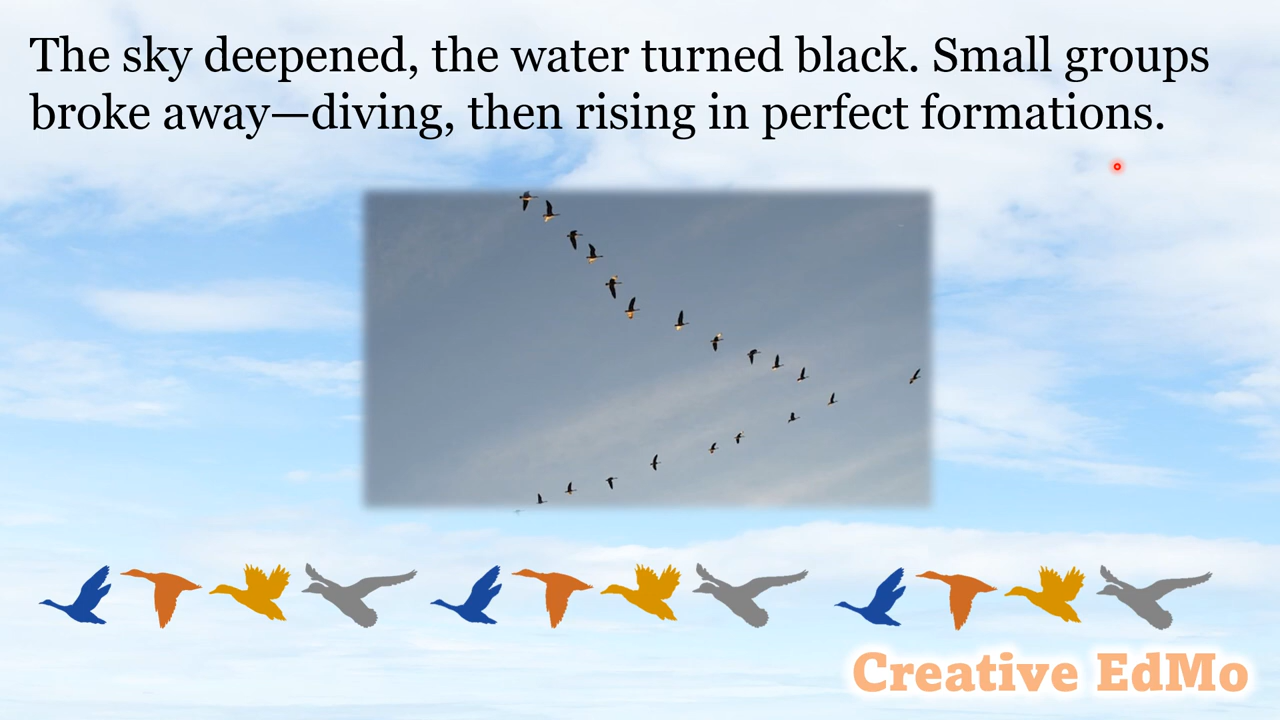 The sky deepened, the water turned black. Small groups
broke away—diving, then rising in perfect formations.
Creative EdMo